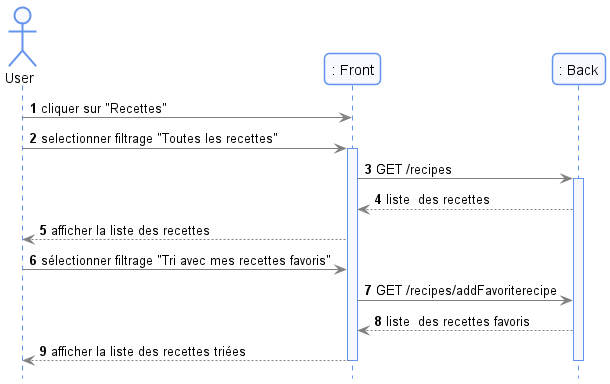 User
: Front
: Back
1 cliquer sur "Recettes"
2 selectionner filtrage "Toutes les recettes"
3 GET /recipes
4 liste  des recettes
5 afficher la liste des recettes
6 sélectionner filtrage "Tri avec mes recettes favoris"
7 GET /recipes/addFavoriterecipe
8 liste  des recettes favoris
9 afficher la liste des recettes triées